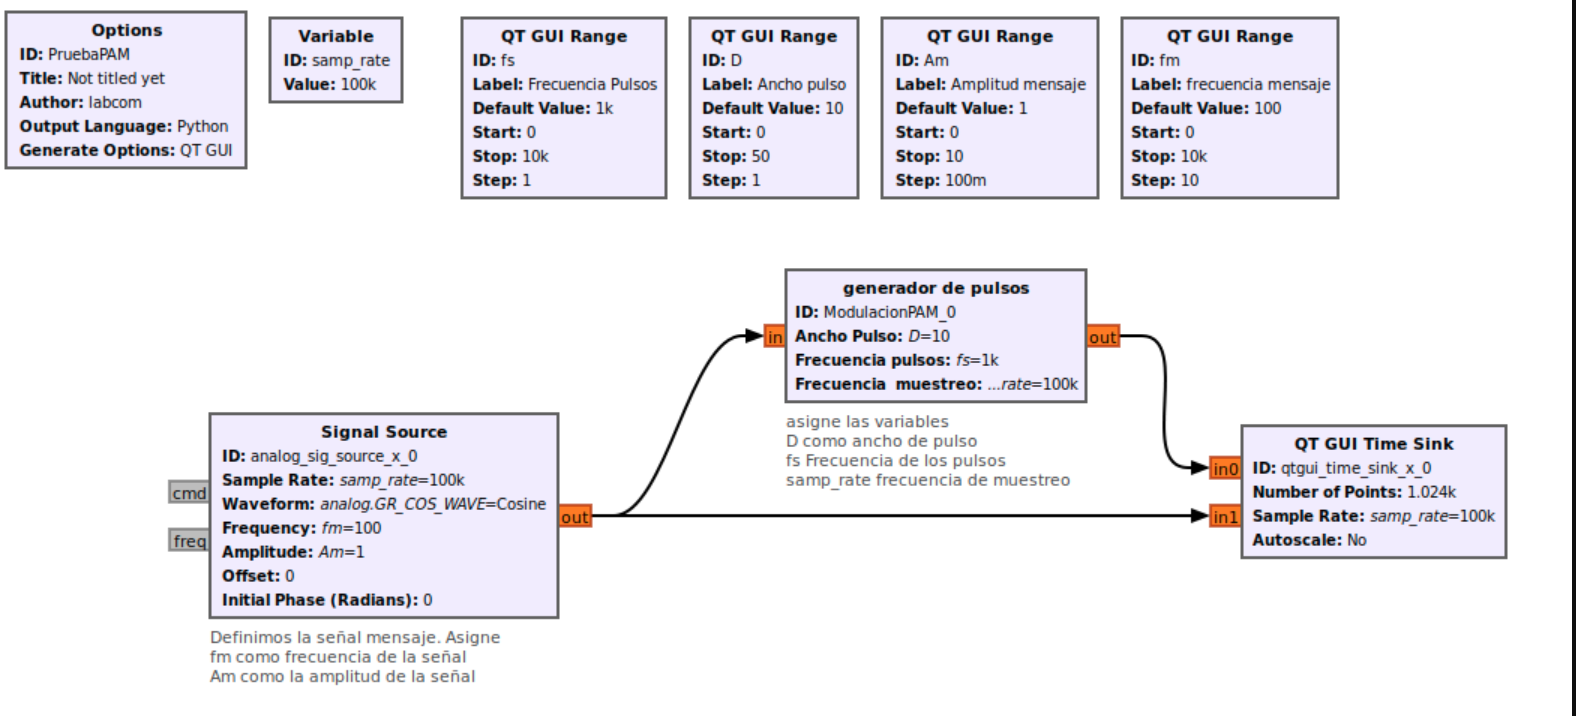 Options
ID: PruebaPAM
Title: Not titled yet
Author: labcom
Output Language: Python
Generate Options: QT GUI
Variable
ID: samp_rate
Value: 100k
QT GUI Range
ID: fs
Label: Frecuencia Pulsos
Default Value: 1k
Start: 0
Stop: 10k
Step: 1
QT GUI Range
ID: D
Label: Ancho pulso
Default Value: 10
Start: 0
Stop: 50
Step: 1
QT GUI Range
ID: Am
Label: Amplitud mensaje
Default Value: 1
Start: 0
Stop: 10
Step: 100m
QT GUI Range
ID: fm
Label: frecuencia mensaje
Default Value: 100
Start: 0
Stop: 10k
Step: 10
generador de pulsos
ID: ModulacionPAM_0
Ancho Pulso: D=10
Frecuencia pulsos: fs=1k
Frecuencia muestreo: ...rate=100k
in
out
asigne las variables
D como ancho de pulso
fs Frecuencia de los pulsos
samp_rate frecuencia de muestreo
Signal Source
ID: analog_sig_source_x_0
Sample Rate: samp_rate=100k
Waveform: analog.GR_COS_WAVE=Cosine
Frequency: fm=100
Amplitude: Am=1
Offset: 0
Initial Phase (Radians): 0
cmd
freq
out
Definimos la señal mensaje. Asigne
fm como frecuencia de la señal
Am como la amplitud de la señal
QT GUI Time Sink
ID: qtgui_time_sink_x_0
Number of Points: 1.024k
Sample Rate: samp_rate=100k
Autoscale: No
in0
in1